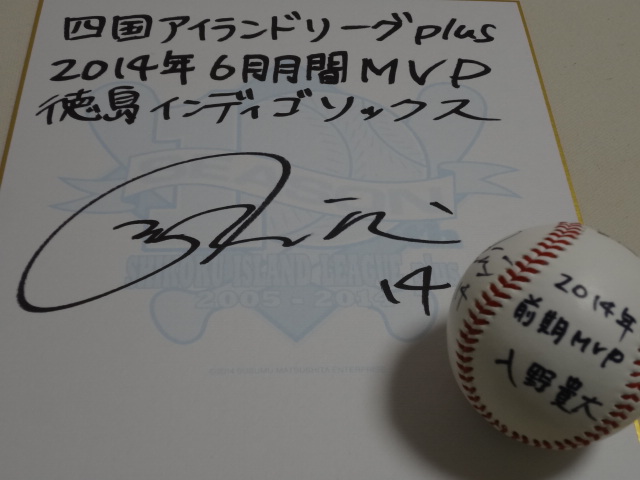 四国アイランドリーグplus
2014年 6月月間MVP
徳島インディゴソックス
14
SHIKOKU ISLAND LEAGUE plus
2005 - 2014
2014年
前期MVP
入野貴大